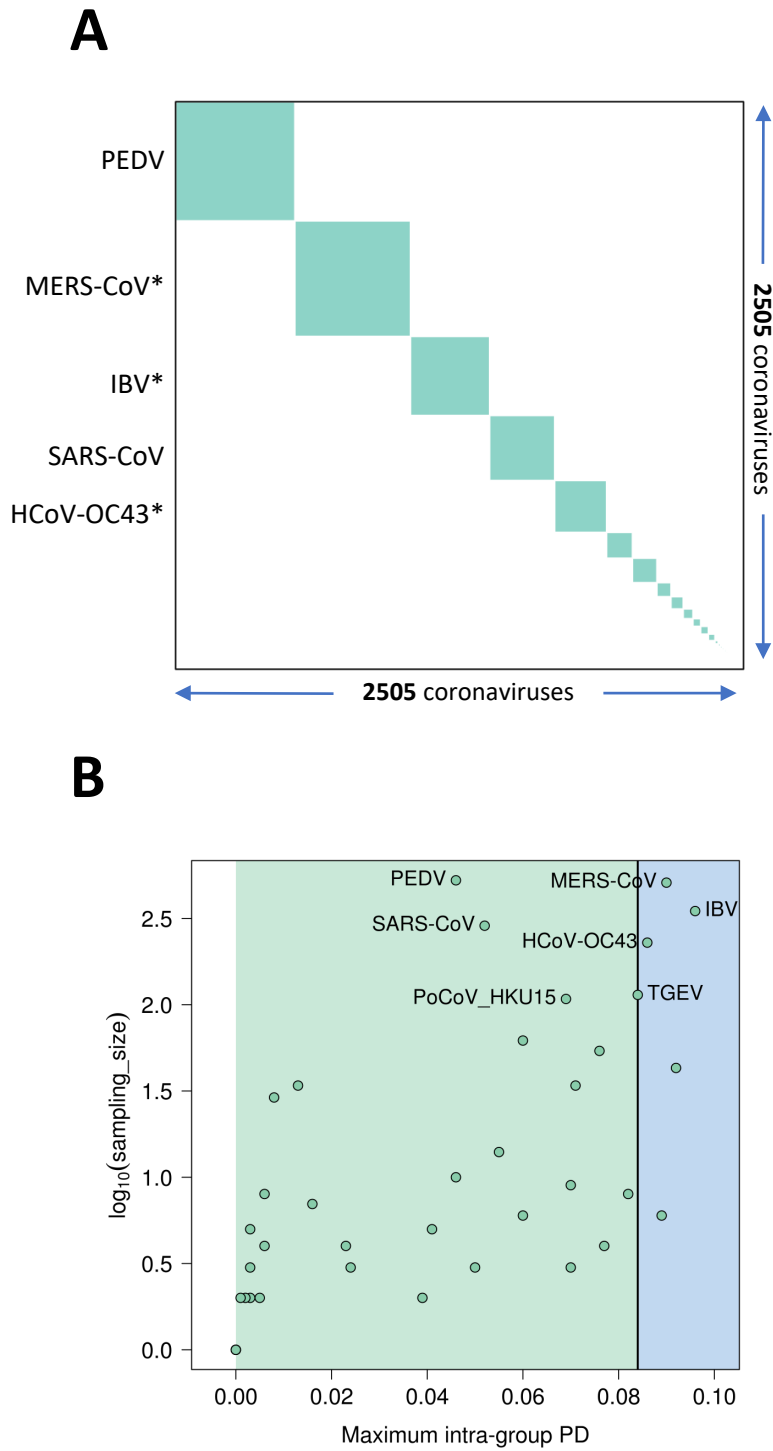 A
PEDV
MERS-CoV*
IBV*
SARS-CoV
HCoV-OC43*
2505 coronaviruses
2505 coronaviruses
B
PEDV
MERS-CoV
IBV
SARS-CoV
HCoV-OC43
PoCoV_HKU15
TGEV
log10(sampling_size)
2.5
2.0
1.5
1.0
0.5
0.0
0.00 0.02 0.04 0.06 0.08 0.10
Maximum intra-group PD